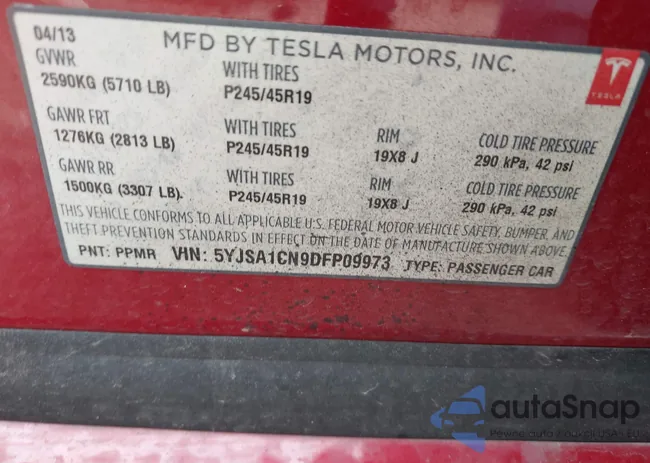 04/13 MFD BY TESLA MOTORS, INC.
GVWR
2590KG (5710 LB) WITH TIRES P245/45R19
GAWR FRT
1276KG (2813 LB) WITH TIRES P245/45R19 RIM 19X8 J COLD TIRE PRESSURE 290 kPa, 42 psi
GAWR RR
1500KG (3307 LB). WITH TIRES P245/45R19 RIM 19X8 J COLD TIRE PRESSURE 290 kPa, 42 psi
THIS VEHICLE CONFORMS TO ALL APPLICABLE U.S. FEDERAL MOTOR VEHICLE SAFETY, BUMPER, AND
THEFT PREVENTION STANDARDS IN EFFECT ON THE DATE OF MANUFACTURE SHOWN ABOVE.
PNT: PPMR VIN: 5YJSA1CN9DFP09973 TYPE: PASSENGER CAR
TESLA
autoSnap